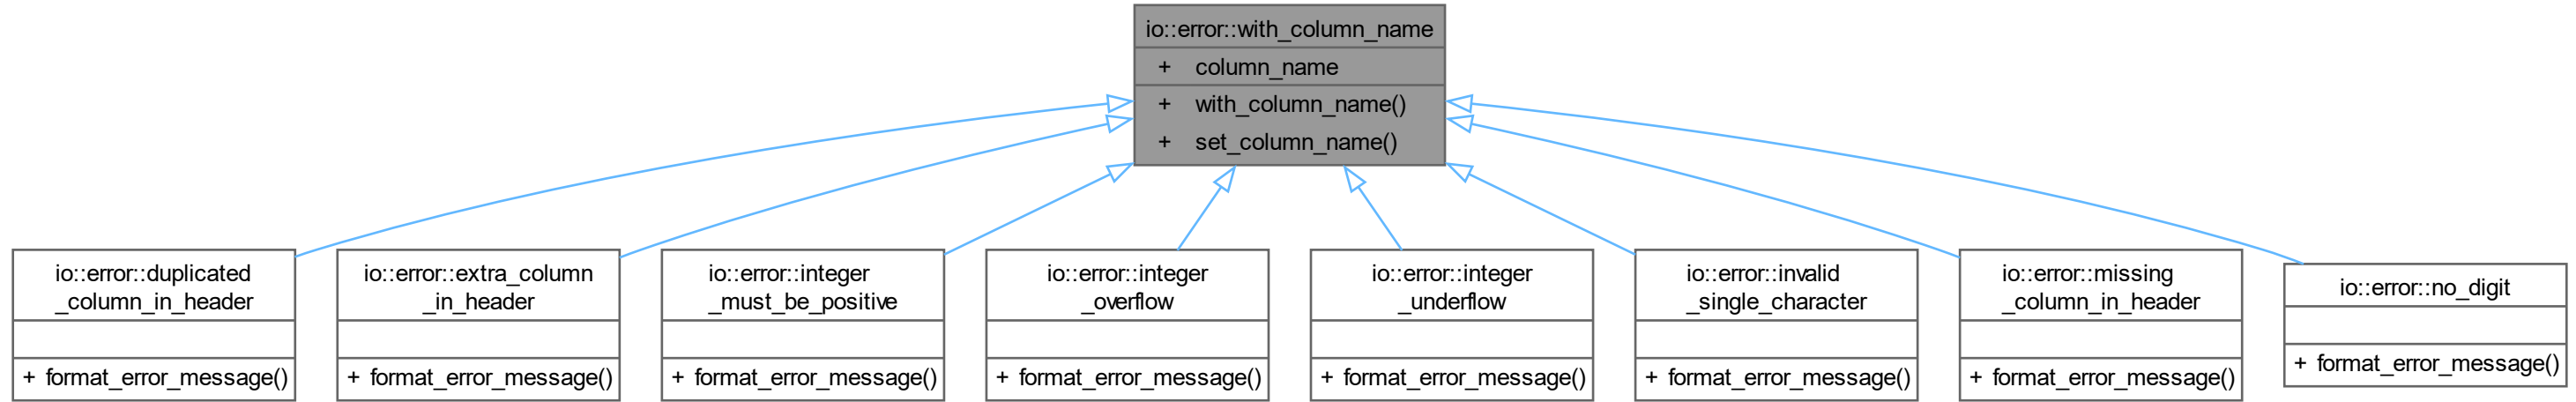 io::error::with_column_name
+ column_name
+ with_column_name()
+ set_column_name()
io::error::duplicated
_column_in_header
+ format_error_message()
io::error::extra_column
_in_header
+ format_error_message()
io::error::integer
_must_be_positive
+ format_error_message()
io::error::integer
_overflow
+ format_error_message()
io::error::integer
_underflow
+ format_error_message()
io::error::invalid
_single_character
+ format_error_message()
io::error::missing
_column_in_header
+ format_error_message()
io::error::no_digit
+ format_error_message()